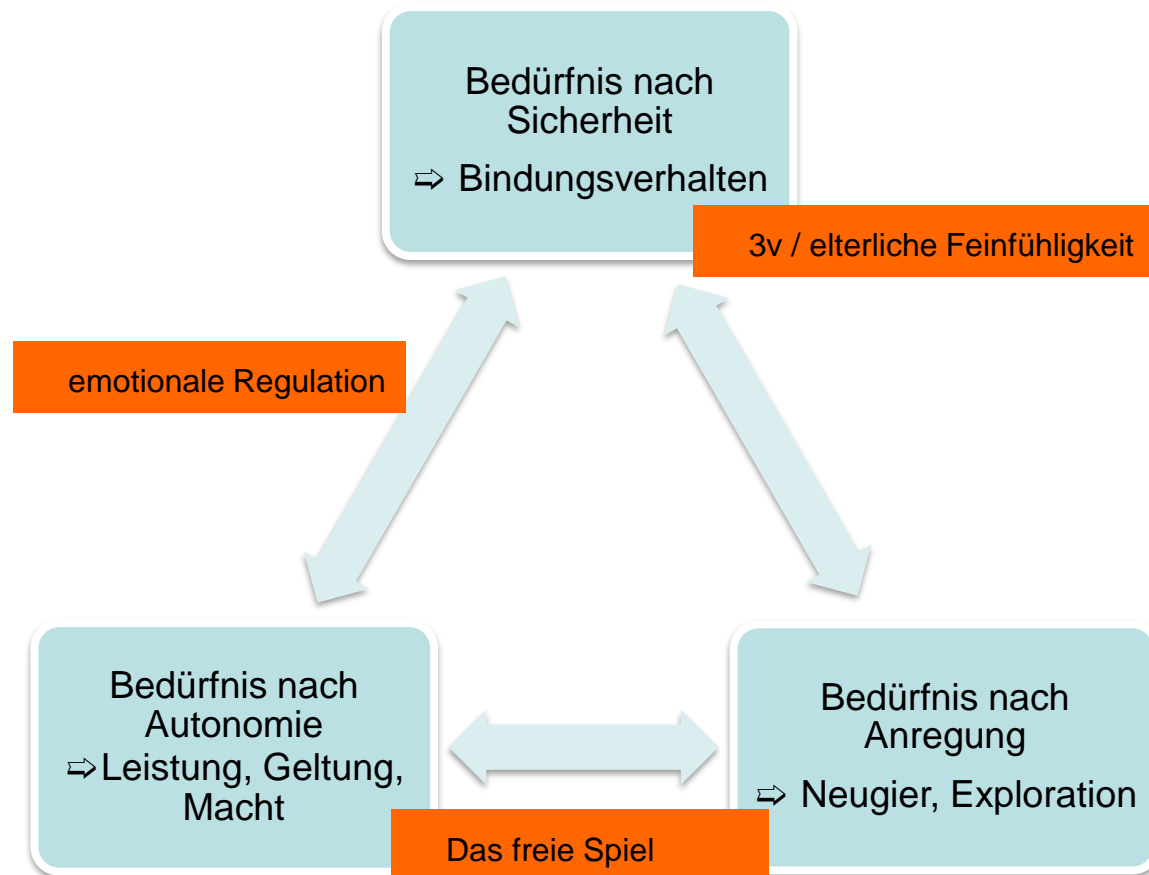 Bedürfnis nach
Sicherheit
⇨ Bindungsverhalten
3v / elterliche Feinfühligkeit
emotionale Regulation
Bedürfnis nach
Autonomie
⇨Leistung, Geltung,
Macht
Bedürfnis nach
Anregung
⇨ Neugier, Exploration
Das freie Spiel